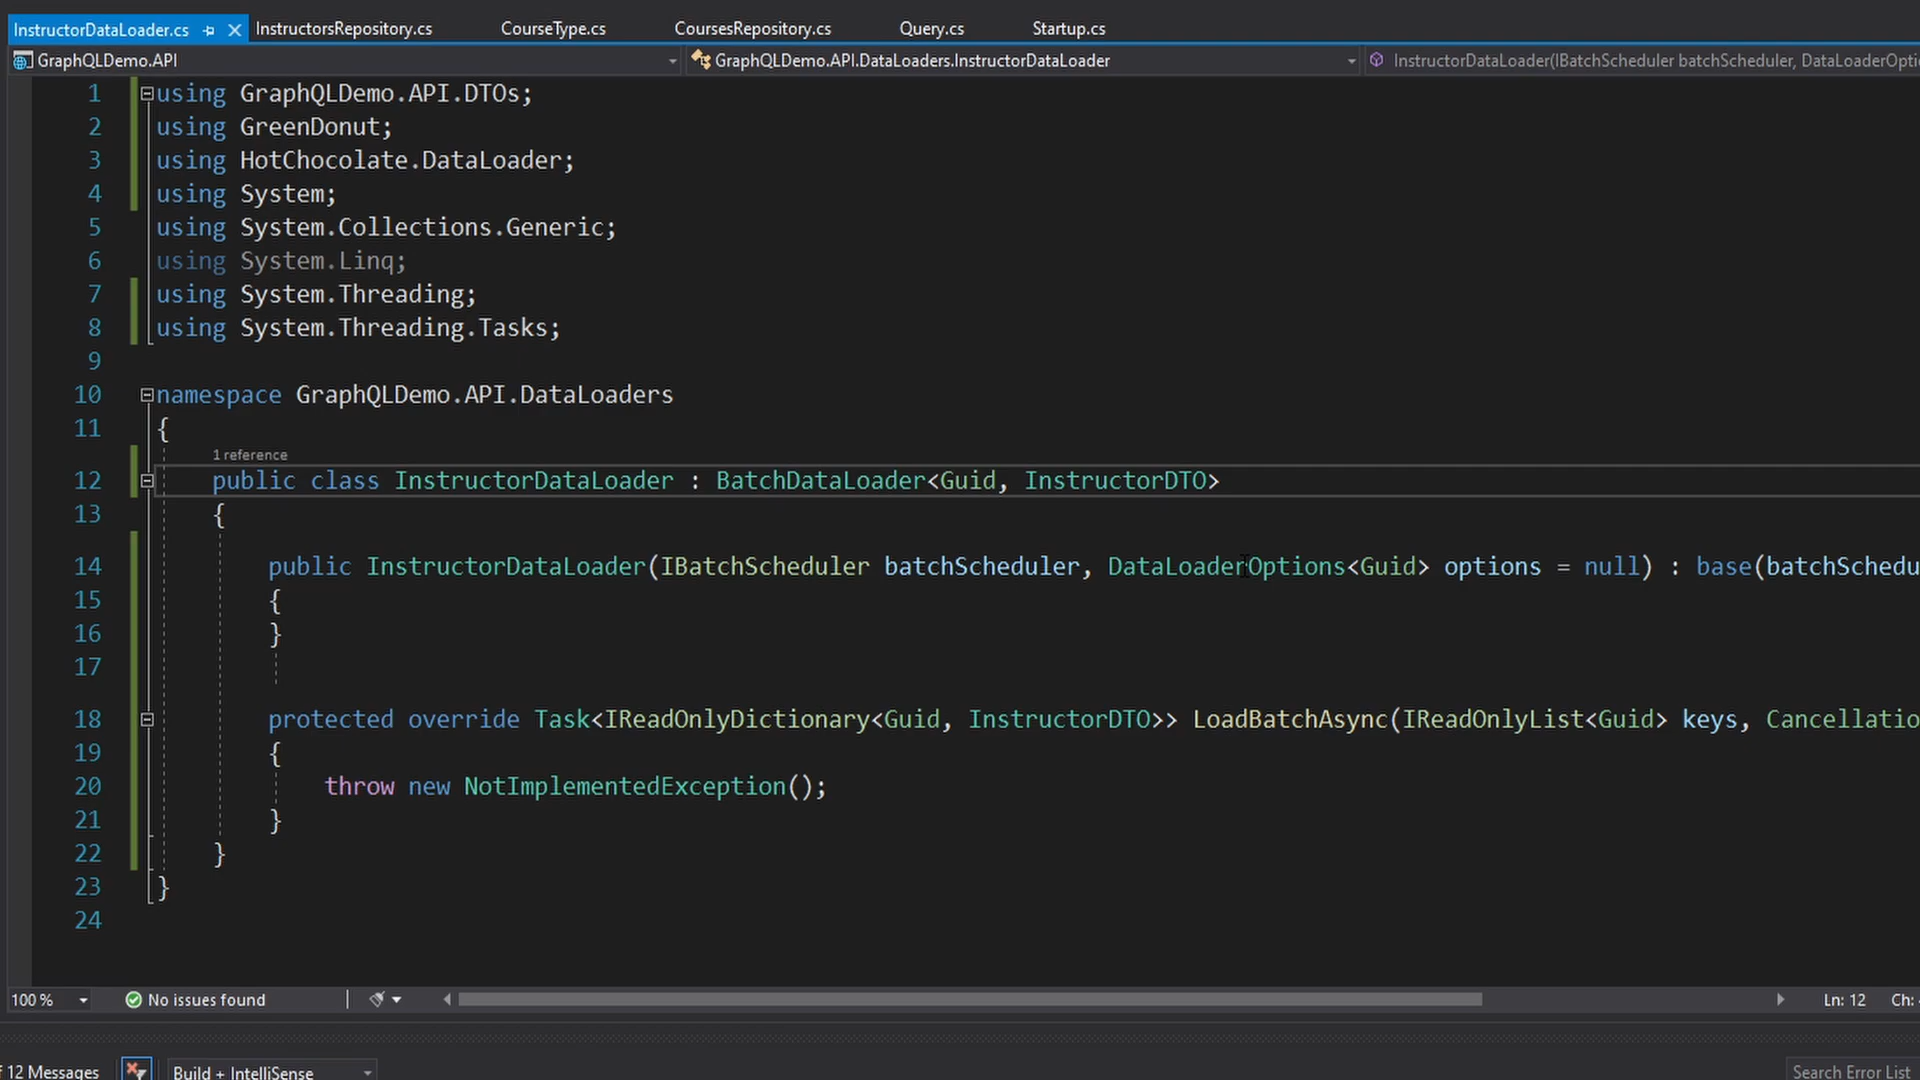 InstructorDataLoader.cs
InstructorsRepository.cs
CourseType.cs
CoursesRepository.cs
Query.cs
Startup.cs
GraphQLDemo.API
GraphQLDemo.API.DataLoaders.InstructorDataLoader
InstructorDataLoader(IBatchScheduler batchScheduler, DataLoaderOptio
1 using GraphQLDemo.API.DTOs;
2 using GreenDonut;
3 using HotChocolate.DataLoader;
4 using System;
5 using System.Collections.Generic;
6 using System.Linq;
7 using System.Threading;
8 using System.Threading.Tasks;
9
10 namespace GraphQLDemo.API.DataLoaders
11 {
1 reference
12 public class InstructorDataLoader : BatchDataLoader<Guid, InstructorDTO>
13 {
14 public InstructorDataLoader(IBatchScheduler batchScheduler, DataLoaderOptions<Guid> options = null) : base(batchSchedu
15 {
16 }
17
18 protected override Task<IReadOnlyDictionary<Guid, InstructorDTO>> LoadBatchAsync(IReadOnlyList<Guid> keys, Cancellatio
19 {
20 throw new NotImplementedException();
21 }
22 }
23 }
24
100 %
No issues found
Ln: 12
Ch:
12 Messages
Build + IntelliSense
Search Error List